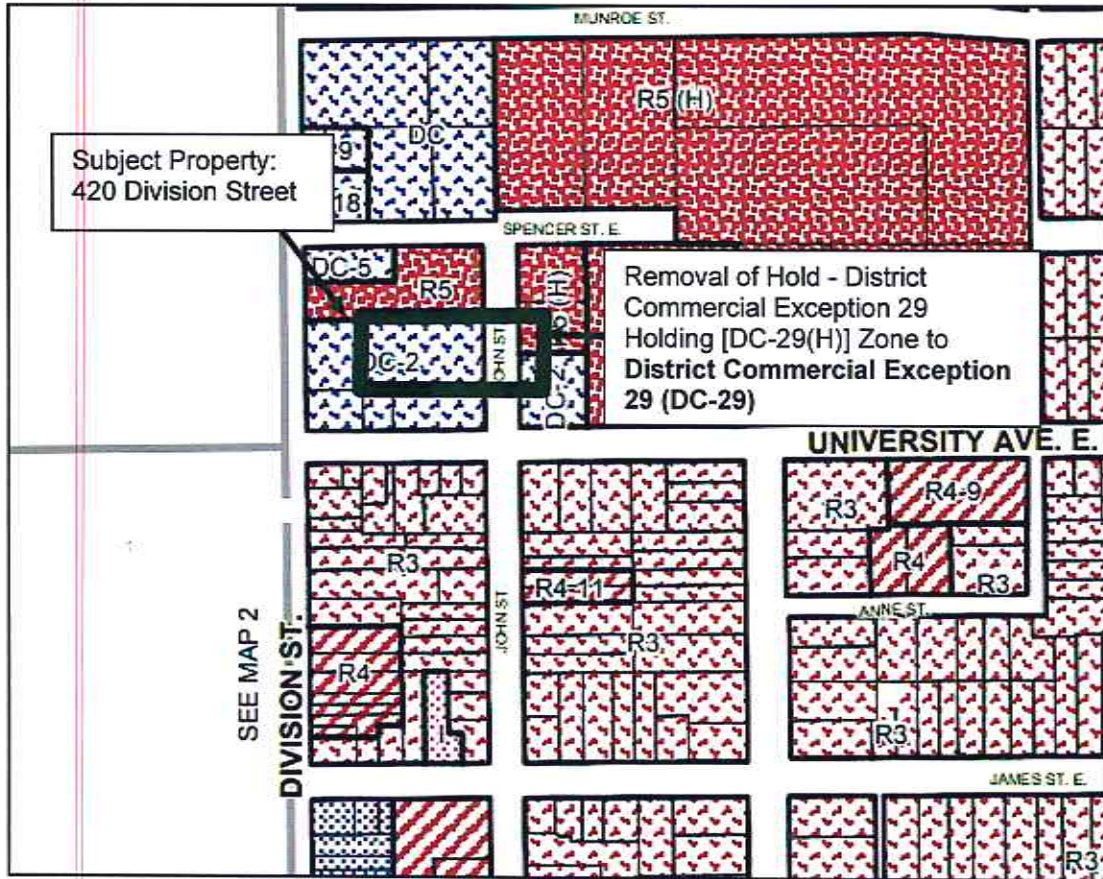 MUNROE ST.
R5 (H)
DC
Subject Property:
420 Division Street
9
18
SPENCER ST. E.
DC-5
R5
(H)
Removal of Hold - District
Commercial Exception 29
Holding [DC-29(H)] Zone to
District Commercial Exception
29 (DC-29)
DC-2
JOHN ST
DC-2
UNIVERSITY AVE. E.
R3
R4-9
R4
R3
R3
R4-11
JOHN ST
R3
ANNE ST.
R4
R3
SEE MAP 2
DIVISION ST.
JAMES ST. E.
R3